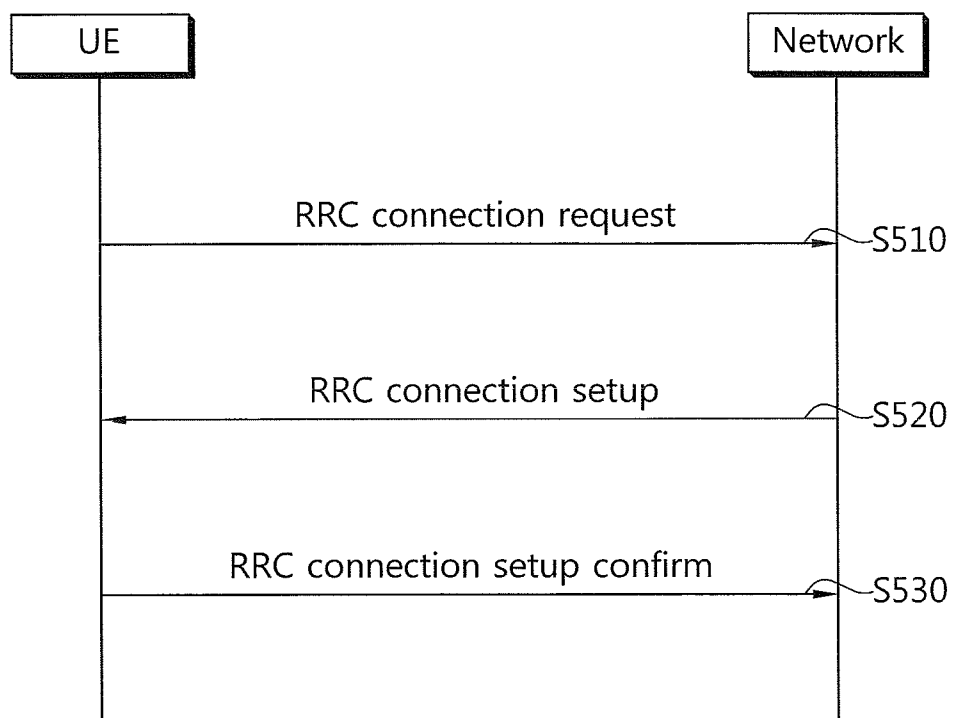 UE
Network
RRC connection request
S510
RRC connection setup
S520
RRC connection setup confirm
S530